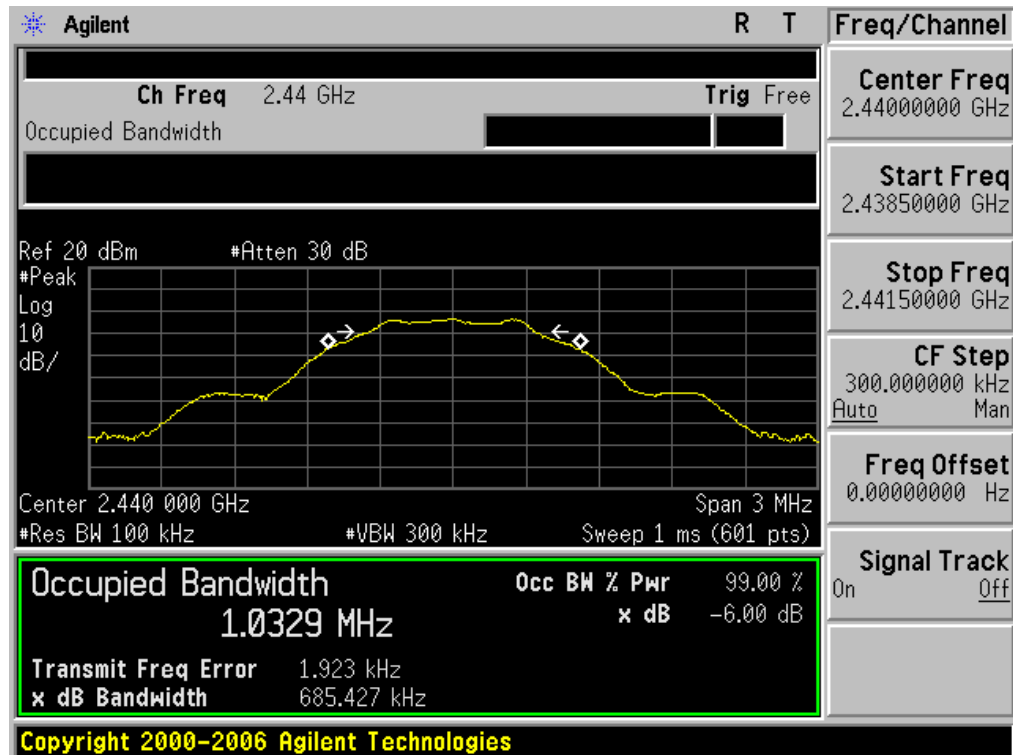 Agilent R T
Freq/Channel
Ch Freq 2.44 GHz Trig Free
Occupied Bandwidth
Center Freq
2.44000000 GHz
Start Freq
2.43850000 GHz
Stop Freq
2.44150000 GHz
CF Step
300.000000 kHz
Auto Man
Freq Offset
0.00000000 Hz
Signal Track
On Off
Ref 20 dBm #Atten 30 dB
#Peak
Log
10
dB/
Center 2.440 000 GHz Span 3 MHz
#Res BW 100 kHz #VBW 300 kHz Sweep 1 ms (601 pts)
Occupied Bandwidth Occ BW % Pwr 99.00 %
1.0329 MHz x dB -6.00 dB
Transmit Freq Error 1.923 kHz
x dB Bandwidth 685.427 kHz
Copyright 2000-2006 Agilent Technologies